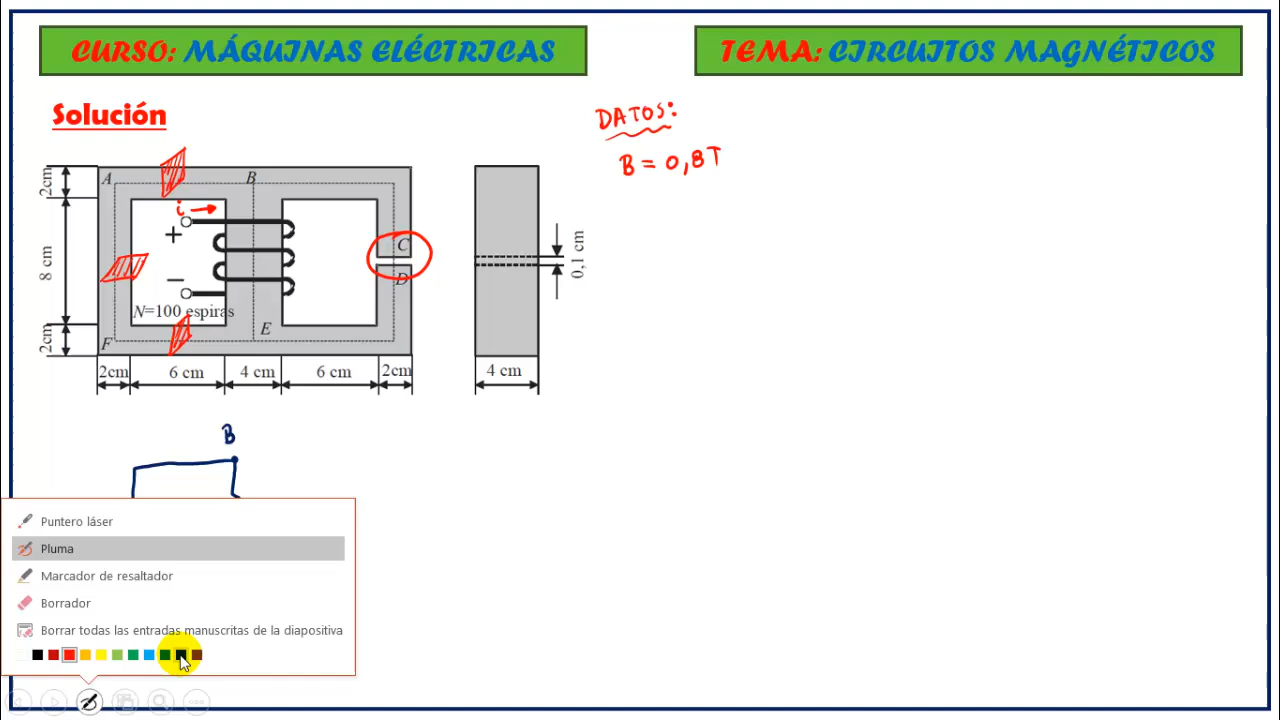 CURSO: MÁQUINAS ELÉCTRICAS
TEMA: CIRCUITOS MAGNÉTICOS
Solución
DATOS:
B = 0,8T
2cm
8 cm
2cm
A
B
i
+
C
D
−
N=100 espiras
E
F
0,1 cm
2cm
6 cm
4 cm
6 cm
2cm
4 cm
B
Puntero láser
Pluma
Marcador de resaltador
Borrador
Borrar todas las entradas manuscritas de la diapositiva